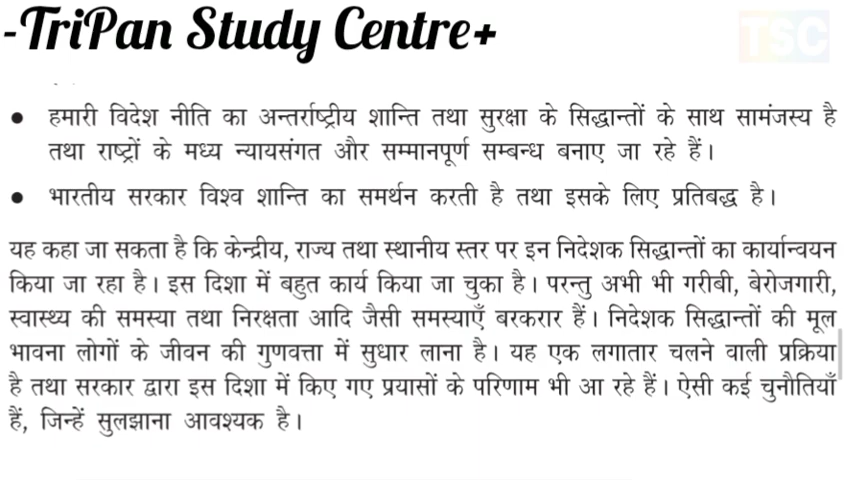 -TriPan Study Centre+
TSC
• हमारी विदेश नीति का अन्तर्राष्ट्रीय शान्ति तथा सुरक्षा के सिद्धान्तों के साथ सामंजस्य है
तथा राष्ट्रों के मध्य न्यायसंगत और सम्मानपूर्ण सम्बन्ध बनाए जा रहे हैं।
• भारतीय सरकार विश्व शान्ति का समर्थन करती है तथा इसके लिए प्रतिबद्ध है।
यह कहा जा सकता है कि केन्द्रीय, राज्य तथा स्थानीय स्तर पर इन निदेशक सिद्धान्तों का कार्यान्वयन
किया जा रहा है। इस दिशा में बहुत कार्य किया जा चुका है। परन्तु अभी भी गरीबी, बेरोजगारी,
स्वास्थ्य की समस्या तथा निरक्षता आदि जैसी समस्याएँ बरकरार हैं। निदेशक सिद्धान्तों की मूल
भावना लोगों के जीवन की गुणवत्ता में सुधार लाना है। यह एक लगातार चलने वाली प्रक्रिया
है तथा सरकार द्वारा इस दिशा में किए गए प्रयासों के परिणाम भी आ रहे हैं। ऐसी कई चुनौतियाँ
हैं, जिन्हें सुलझाना आवश्यक है।